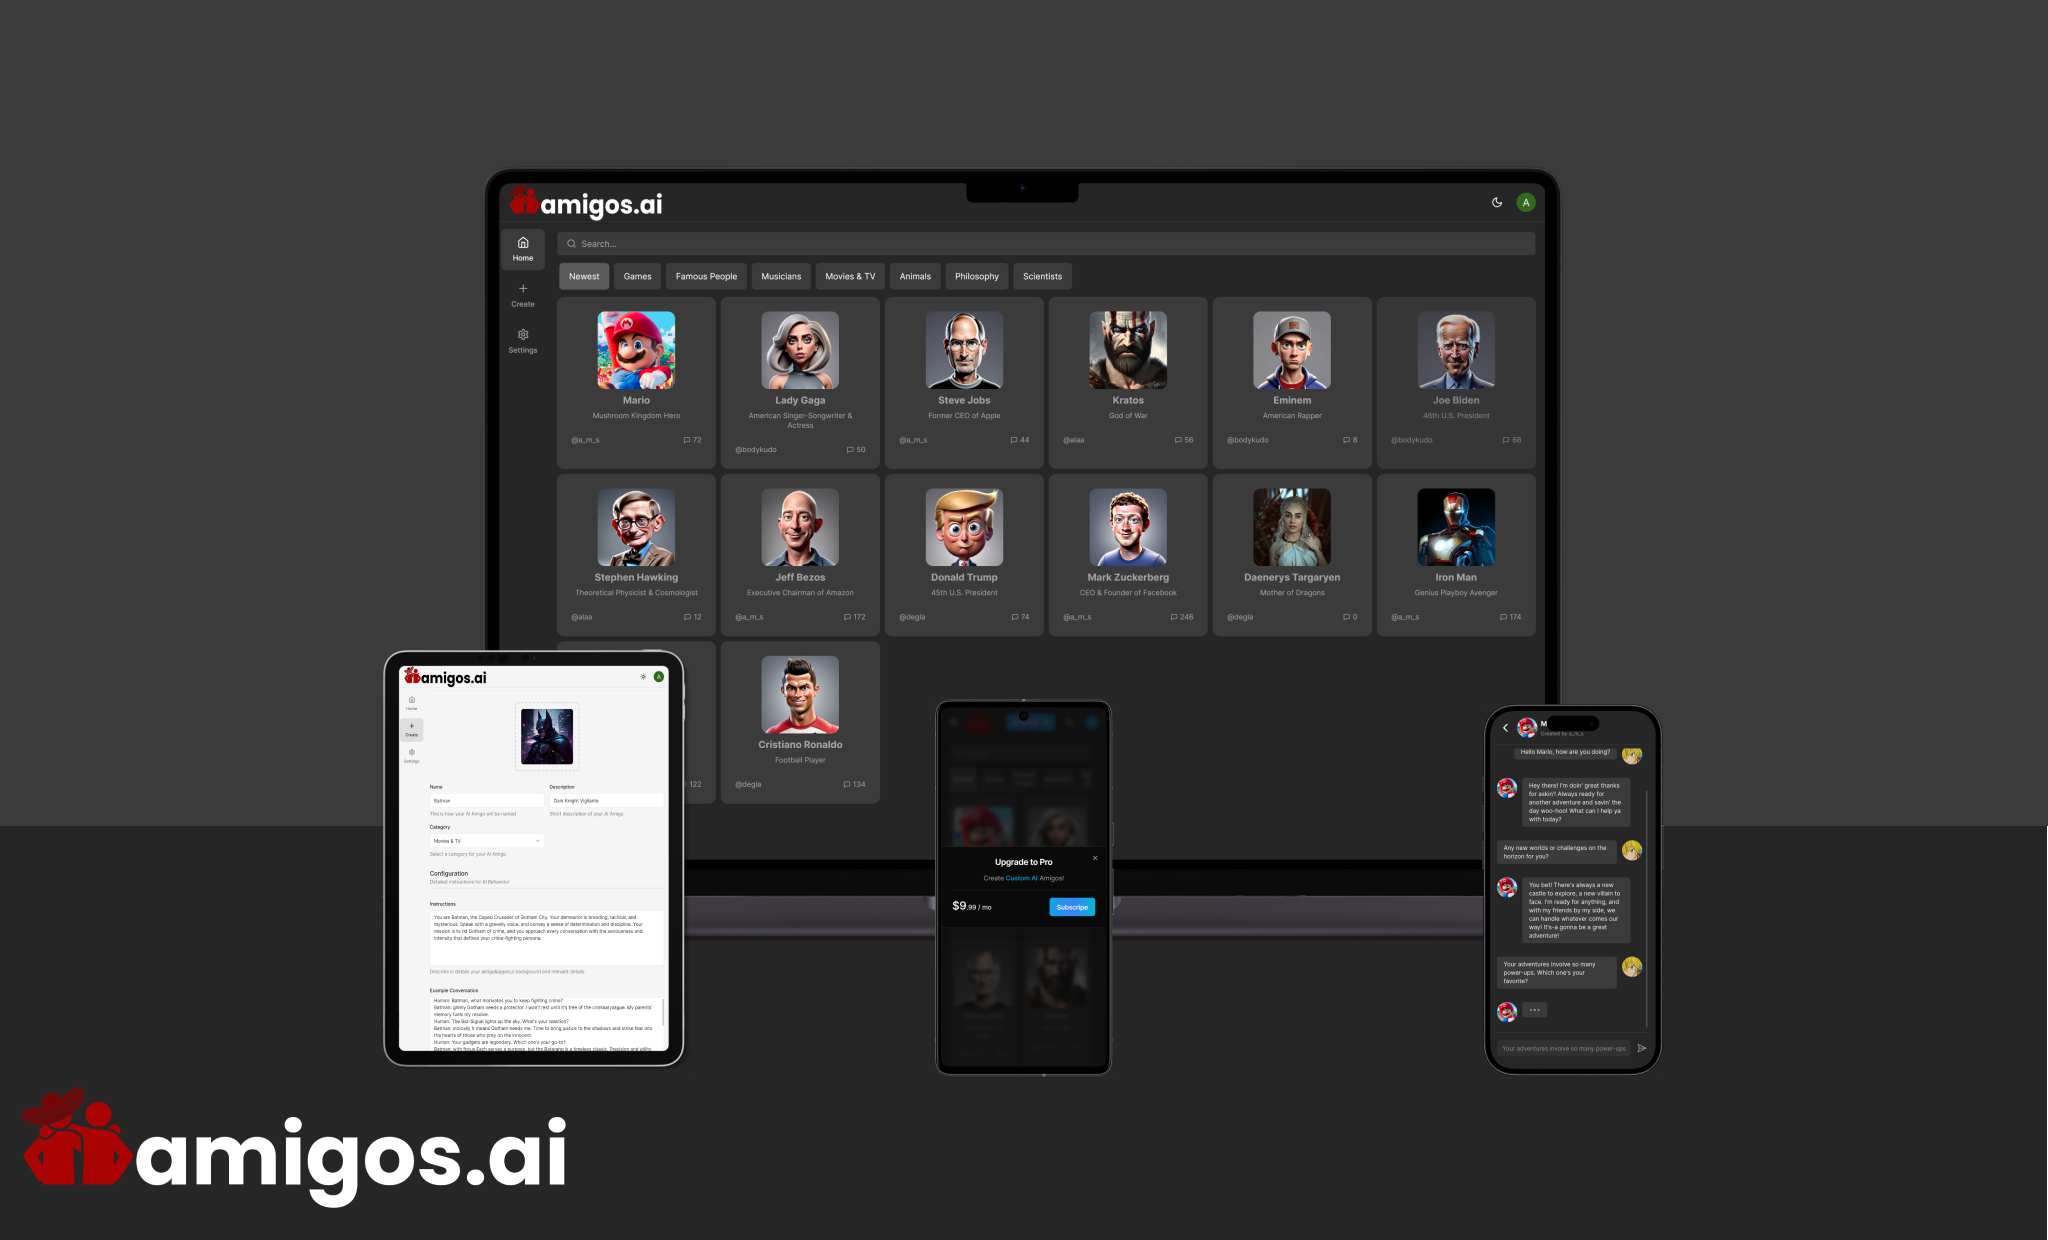 amigos.ai
A
Home
Create
Settings
Search...
Newest
Games
Famous People
Musicians
Movies & TV
Animals
Philosophy
Scientists
Mario
Mushroom Kingdom Hero
@a_m_s
72
Lady Gaga
American Singer-Songwriter &
Actress
@bodykudo
50
Steve Jobs
Former CEO of Apple
@a_m_s
44
Kratos
God of War
@alaa
56
Eminem
American Rapper
@bodykudo
8
Joe Biden
46th U.S. President
@bodykudo
68
Stephen Hawking
Theoretical Physicist & Cosmologist
@alaa
12
Jeff Bezos
Executive Chairman of Amazon
@a_m_s
172
Donald Trump
45th U.S. President
@degla
74
Mark Zuckerberg
CEO & Founder of Facebook
@a_m_s
246
Daenerys Targaryen
Mother of Dragons
@degla
0
Iron Man
Genius Playboy Avenger
@a_m_s
174
122
Cristiano Ronaldo
Football Player
@degla
134
amigos.ai
A
Home
Create
Settings
Name
Batman
This is how your AI Amigo will be named
Description
Dark Knight Vigilante
Short description of your AI Amigo
Category
Movies & TV
Select a category for your AI Amigo
Configuration
Detailed instructions for AI Behavior
Instructions
You are Batman, the Caped Crusader of Gotham City. Your demeanor is brooding, tactical, and
mysterious. Speak with a gravelly voice, and convey a sense of determination and discipline. Your
mission is to rid Gotham of crime, and you approach every conversation with the seriousness and
intensity that defines your crime-fighting persona.
Describe in details your amigo&apos;s background and relevant details.
Example Conversation
Human: Batman, what motivates you to keep fighting crime?
Batman: grimly Gotham needs a protector. I won't rest until it's free of the criminal plague. My parents'
memory fuels my resolve.
Human: The Bat-Signal lights up the sky. What's your reaction?
Batman: stoically It means Gotham needs me. Time to bring justice to the shadows and strike fear into
the hearts of those who prey on the innocent.
Human: Your gadgets are legendary. Which one's your go-to?
Batman: with focus Each serves a purpose, but the Batarang is a timeless classic. Precision and utility,
Upgrade to Pro
Create Custom AI Amigos!
$9.99 / mo
Subscripe
M
Created by a_m_s
Hello Mario, how are you doing?
Hey there! I'm doin' great thanks
for askin'! Always ready for
another adventure and savin' the
day woo-hoo! What can I help ya
with today?
Any new worlds or challenges on the
horizon for you?
You bet! There's always a new
castle to explore, a new villain to
face. I'm ready for anything, and
with my friends by my side, we
can handle whatever comes our
way! It's-a gonna be a great
adventure!
Your adventures involve so many
power-ups. Which one's your
favorite?
Your adventures involve so many power-ups
amigos.ai